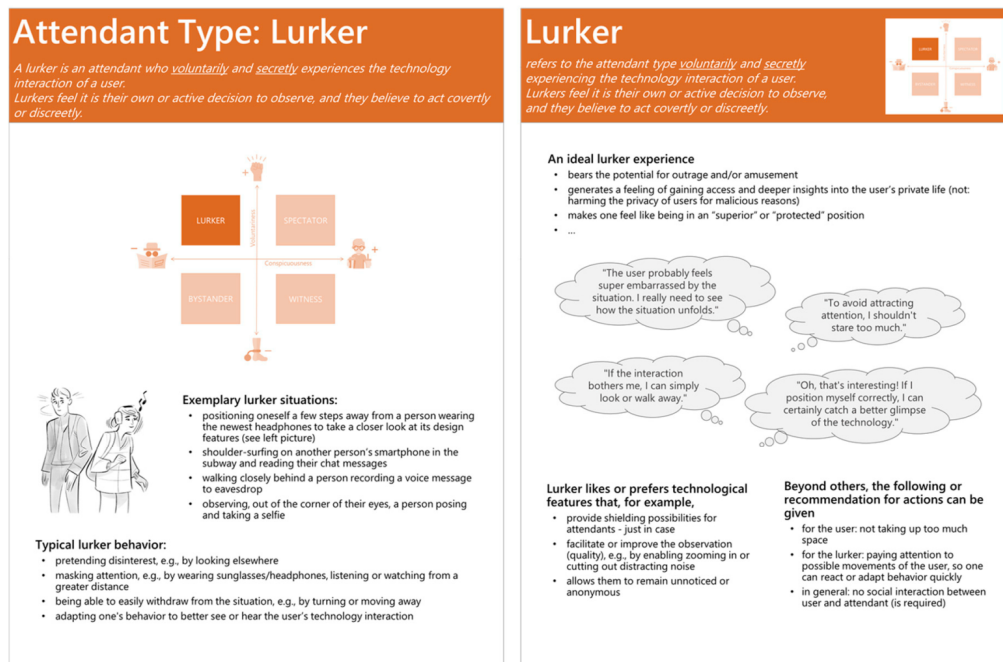 Attendant Type: Lurker
A lurker is an attendant who voluntarily and secretly experiences the technology
interaction of a user.
Lurkers feel it is their own or active decision to observe, and they believe to act covertly
or discreetly.
+
LURKER
SPECTATOR
Voluntariness
-
+
Conspicuousness
BYSTANDER
WITNESS
-
Exemplary lurker situations:
• positioning oneself a few steps away from a person wearing
the newest headphones to take a closer look at its design
features (see left picture)
• shoulder-surfing on another person's smartphone in the
subway and reading their chat messages
• walking closely behind a person recording a voice message
to eavesdrop
• observing, out of the corner of their eyes, a person posing
and taking a selfie
Typical lurker behavior:
• pretending disinterest, e.g., by looking elsewhere
• masking attention, e.g., by wearing sunglasses/headphones, listening or watching from a
greater distance
• being able to easily withdraw from the situation, e.g., by turning or moving away
• adapting one's behavior to better see or hear the user's technology interaction
Lurker
refers to the attendant type voluntarily and secretly
experiencing the technology interaction of a user.
Lurkers feel it is their own or active decision to observe,
and they believe to act covertly or discreetly.
LURKER
An ideal lurker experience
• bears the potential for outrage and/or amusement
• generates a feeling of gaining access and deeper insights into the user's private life (not:
harming the privacy of users for malicious reasons)
• makes one feel like being in an "superior" or "protected" position
• ...
"The user probably feels
super embarrassed by the
situation. I really need to see
how the situation unfolds."
"To avoid attracting
attention, I shouldn't
stare too much."
"If the interaction
bothers me, I can simply
look or walk away."
"Oh, that's interesting! If I
position myself correctly, I can
certainly catch a better glimpse
of the technology."
Lurker likes or prefers technological
features that, for example,
• provide shielding possibilities for
attendants - just in case
• facilitate or improve the observation
(quality), e.g., by enabling zooming in or
cutting out distracting noise
• allows them to remain unnoticed or
anonymous
Beyond others, the following or
recommendation for actions can be
given
• for the user: not taking up too much
space
• for the lurker: paying attention to
possible movements of the user, so one
can react or adapt behavior quickly
• in general: no social interaction between
user and attendant (is required)